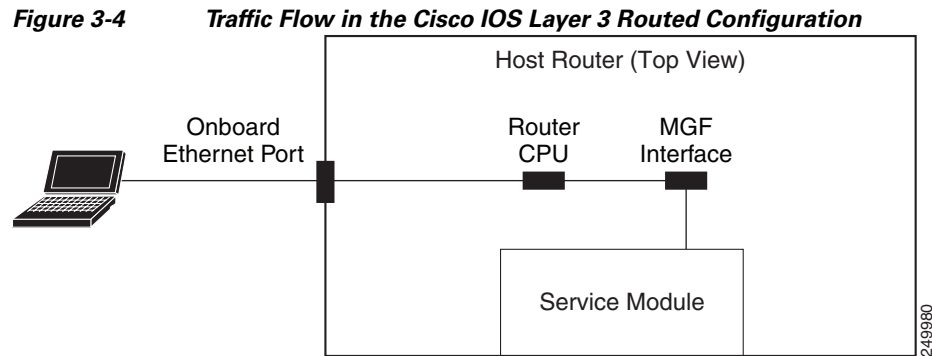 Figure 3-4 Traffic Flow in the Cisco IOS Layer 3 Routed Configuration
Host Router (Top View)
Onboard
Ethernet Port
Router
CPU
MGF
Interface
Service Module
249980